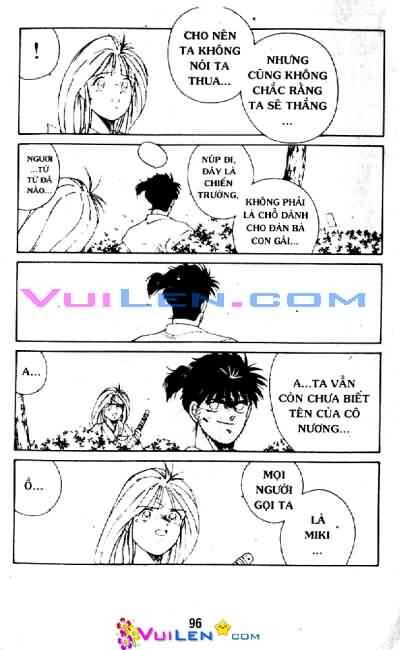 !
CHO NÊN
TA KHÔNG
NÓI TA
THUA...
NHƯNG
CŨNG KHÔNG
CHẮC RẰNG
TA SẼ THẮNG
...
NGƯƠI
...TỪ
TỪ ĐÃ
NÀO...
NÚP ĐI,
ĐÂY LÀ
CHIẾN
TRƯỜNG,
KHÔNG PHẢI
LÀ CHỖ DÀNH
CHO ĐÀN BÀ
CON GÁI...
VUILEN.COM
A...
A...TA VẪN
CÒN CHƯA BIẾT
TÊN CỦA CÔ
NƯƠNG...
Ồ...
MỌI
NGƯỜI
GỌI TA
LÀ
MIKI
...
96
VUILEN COM